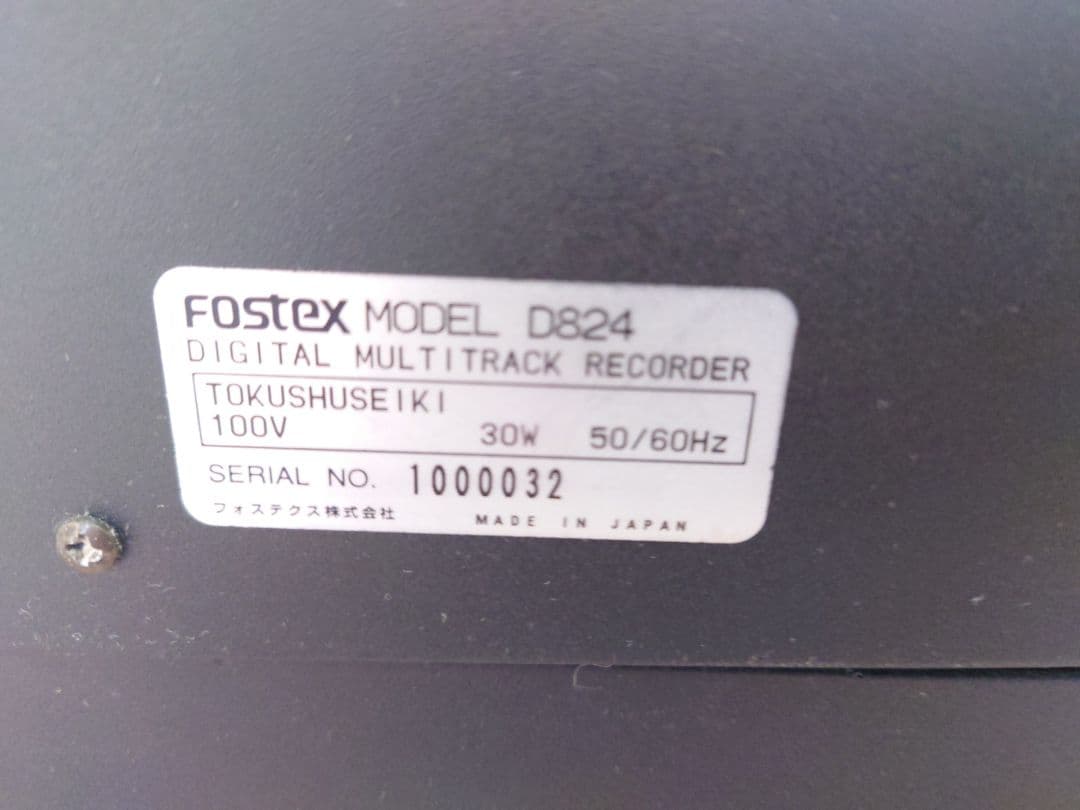 Fostex MODEL D824
DIGITAL MULTITRACK RECORDER
TOKUSHUSEIKI
100V 30W 50/60Hz
SERIAL NO. 1000032
フォステクス株式会社 MADE IN JAPAN